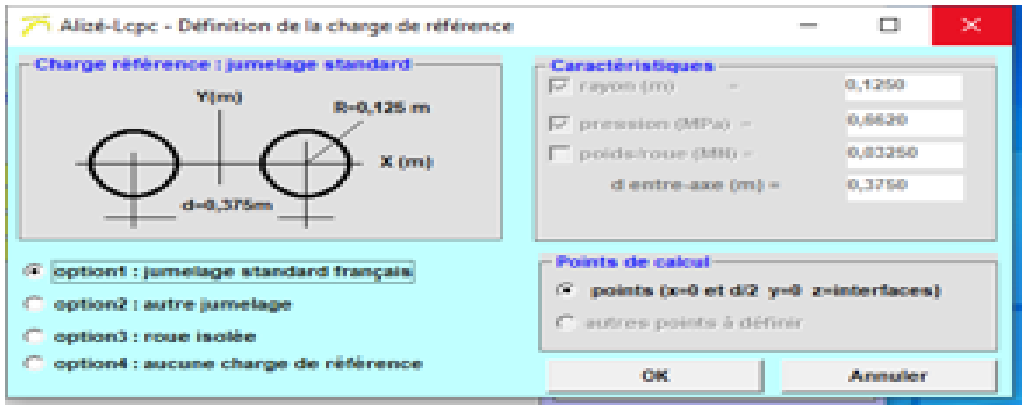 Alizé-Lcpc - Définition de la charge de référence
Charge référence : jumelage standard
Y(m)
R=0,125 m
X (m)
d=0,375m
option1 : jumelage standard français
option2 : autre jumelage
option3 : roue isolée
option4 : aucune charge de référence
Caractéristiques
rayon (m) = 0,1250
pression (MPa) = 0,6620
poids/roue (MN) = 0,03250
d entre-axe (m) = 0,3750
Points de calcul
points (x=0 et d/2 y=0 z=interfaces)
autres points à définir
OK
Annuler